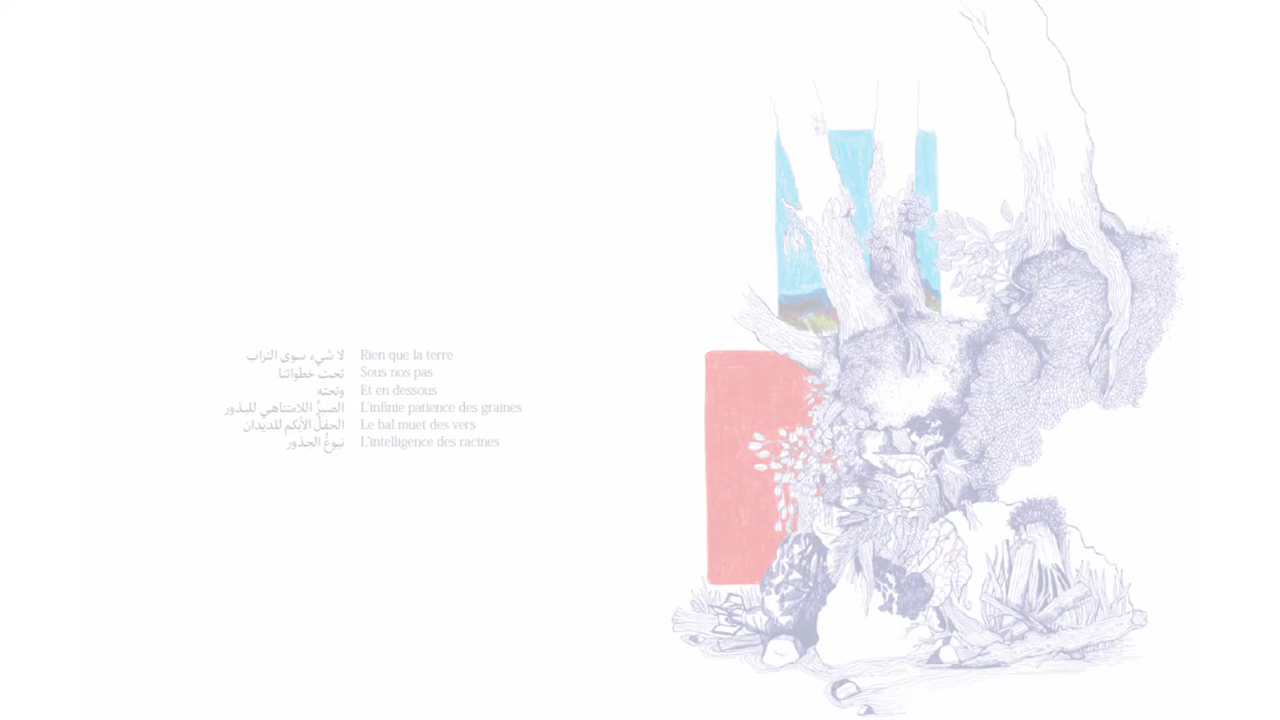 لا شيء سوى التراب
تحت خطواتنا
وتحته
الصبرُ اللامتناهي للبذور
الحفلُ الأبكم للديدان
نبوغُ الجذور
Rien que la terre
Sous nos pas
Et en dessous
L'infinie patience des graines
Le bal muet des vers
L'intelligence des racines